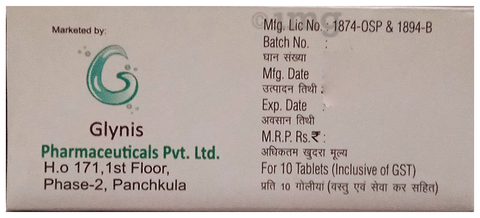 Marketed by:
Glynis
Pharmaceuticals Pvt. Ltd.
H.o 171,1st Floor,
Phase-2, Panchkula
1mg
Mfg. Lic No.: 1874-OSP & 1894-B
Batch No. :
घान संख्या
Mfg. Date
उत्पादन तिथी :
Exp. Date :
अवसान तिथी
M.R.P. Rs.₹ :
अधिकतम खुदरा मूल्य
For 10 Tablets (Inclusive of GST)
प्रति 10 गोलीयां (वस्तु एवं सेवा कर सहित)